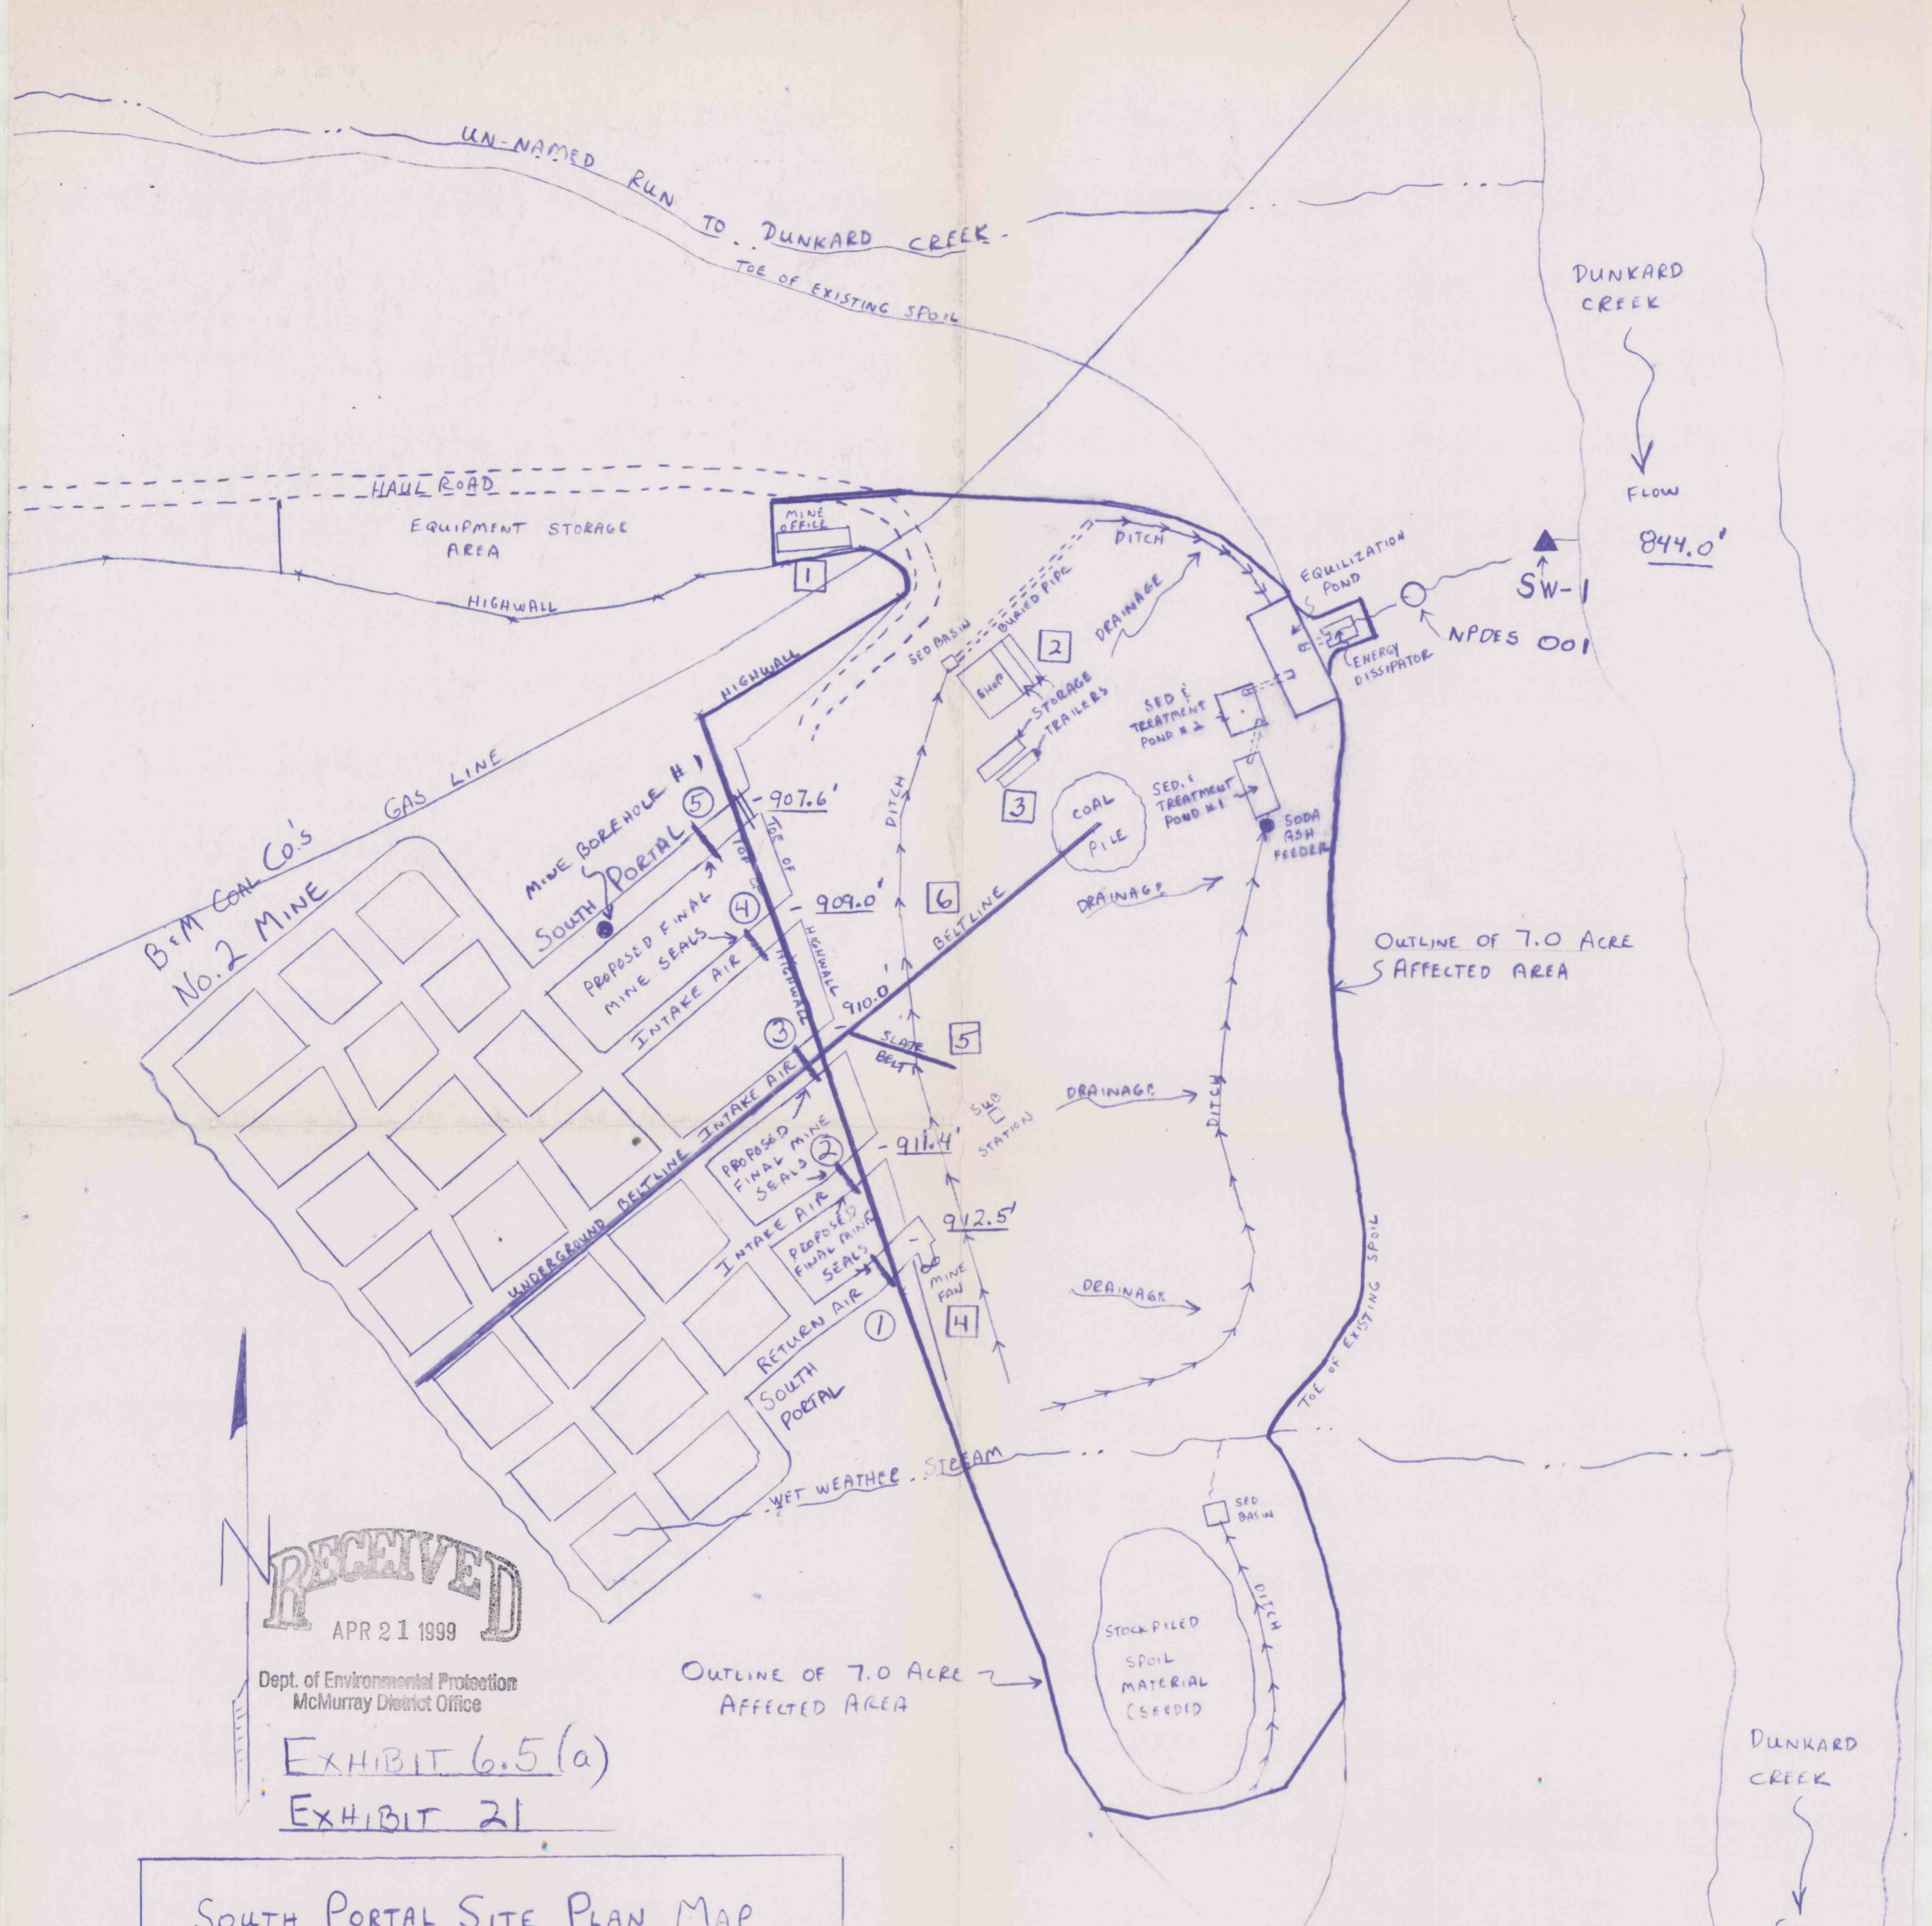 UN-NAMED RUN TO DUNKARD CREEK
TOE OF EXISTING SPOIL
DUNKARD
CREEK
FLOW
844.0'
HAUL ROAD
EQUIPMENT STORAGE
AREA
HIGHWALL
MINE
OFFICE
1
DITCH
EQUILIZATION
POND
SW-1
NPDES 001
ENERGY
DISSIPATOR
BURIED PIPE
DRAINAGE
SED BASIN
2
SHOP
STORAGE
TRAILERS
3
SED &
TREATMENT
POND #2
SED. &
TREATMENT
POND #1
SODA
ASH
FEEDER
HIGHWALL
GAS LINE
B&M COAL CO.'S
No. 2 MINE
MINE BOREHOLE #1
SOUTH PORTAL
5
907.6'
TOE OF
HIGHWALL
TOP OF
HIGHWALL
DITCH
COAL
PILE
DRAINAGE
6
BELTLINE
909.0'
4
PROPOSED FINAL
MINE SEALS
INTAKE AIR
910.0'
3
SLATE
BELT
5
OUTLINE OF 7.0 ACRE
AFFECTED AREA
UNDERGROUND BELTLINE INTAKE AIR
PROPOSED
FINAL MINE
SEALS
2
911.4'
SUB
STATION
DRAINAGE
DITCH
INTAKE AIR
PROPOSED
FINAL MINE
SEALS
912.5'
MINE
FAN
4
RETURN AIR
1
SOUTH
PORTAL
DRAINAGE
TOE OF EXIST SPOIL
WET WEATHER STREAM
SED
BASIN
DITCH
STOCKPILED
SPOIL
MATERIAL
(SEEDED
OUTLINE OF 7.0 ACRE
AFFECTED AREA
N
RECEIVED
APR 21 1999
Dept. of Environmental Protection
McMurray District Office
EXHIBIT 6.5(a)
EXHIBIT 21
DUNKARD
CREEK
SOUTH PORTAL SITE PLAN MAP